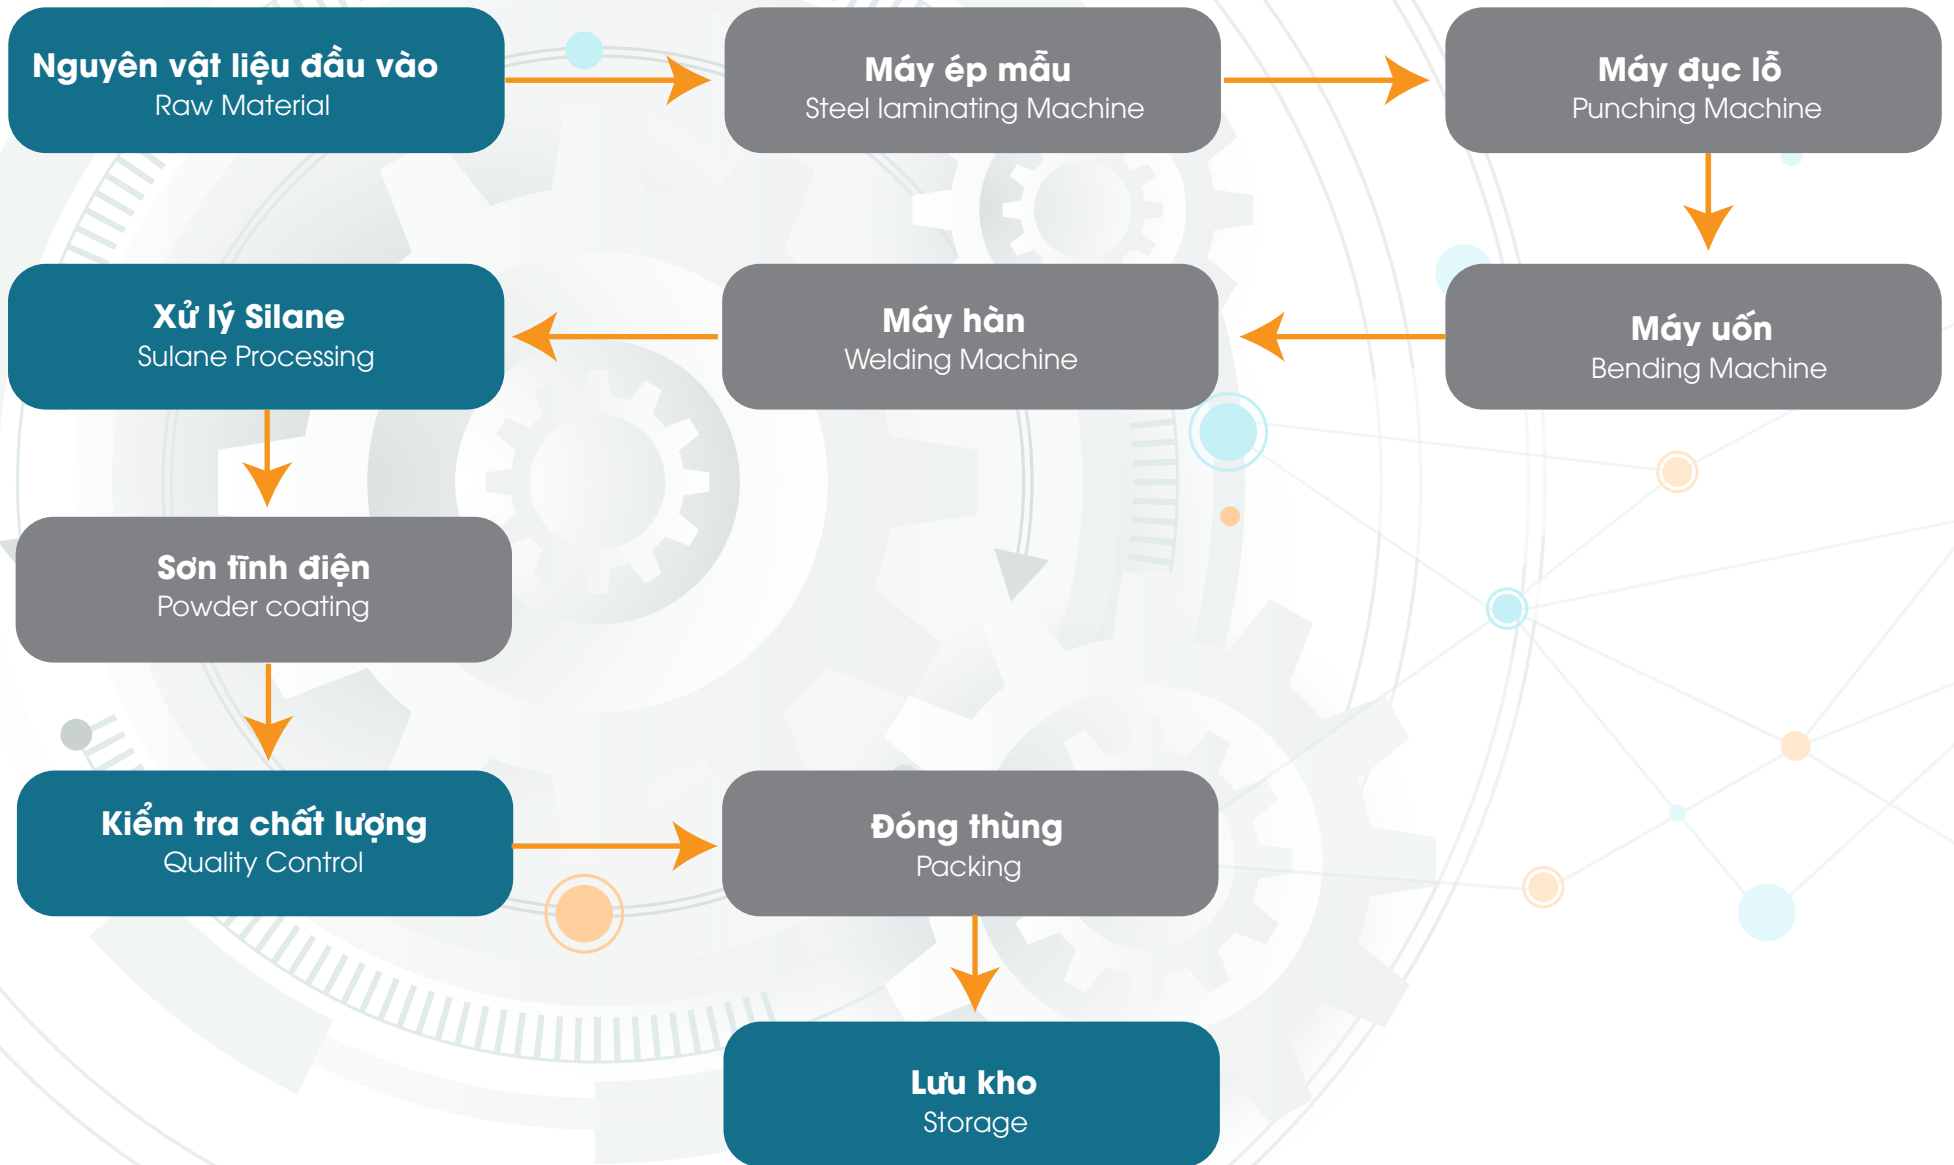 Nguyên vật liệu đầu vào
Raw Material
Máy ép mẫu
Steel laminating Machine
Máy đục lỗ
Punching Machine
Máy uốn
Bending Machine
Máy hàn
Welding Machine
Xử lý Silane
Sulane Processing
Sơn tĩnh điện
Powder coating
Kiểm tra chất lượng
Quality Control
Đóng thùng
Packing
Lưu kho
Storage